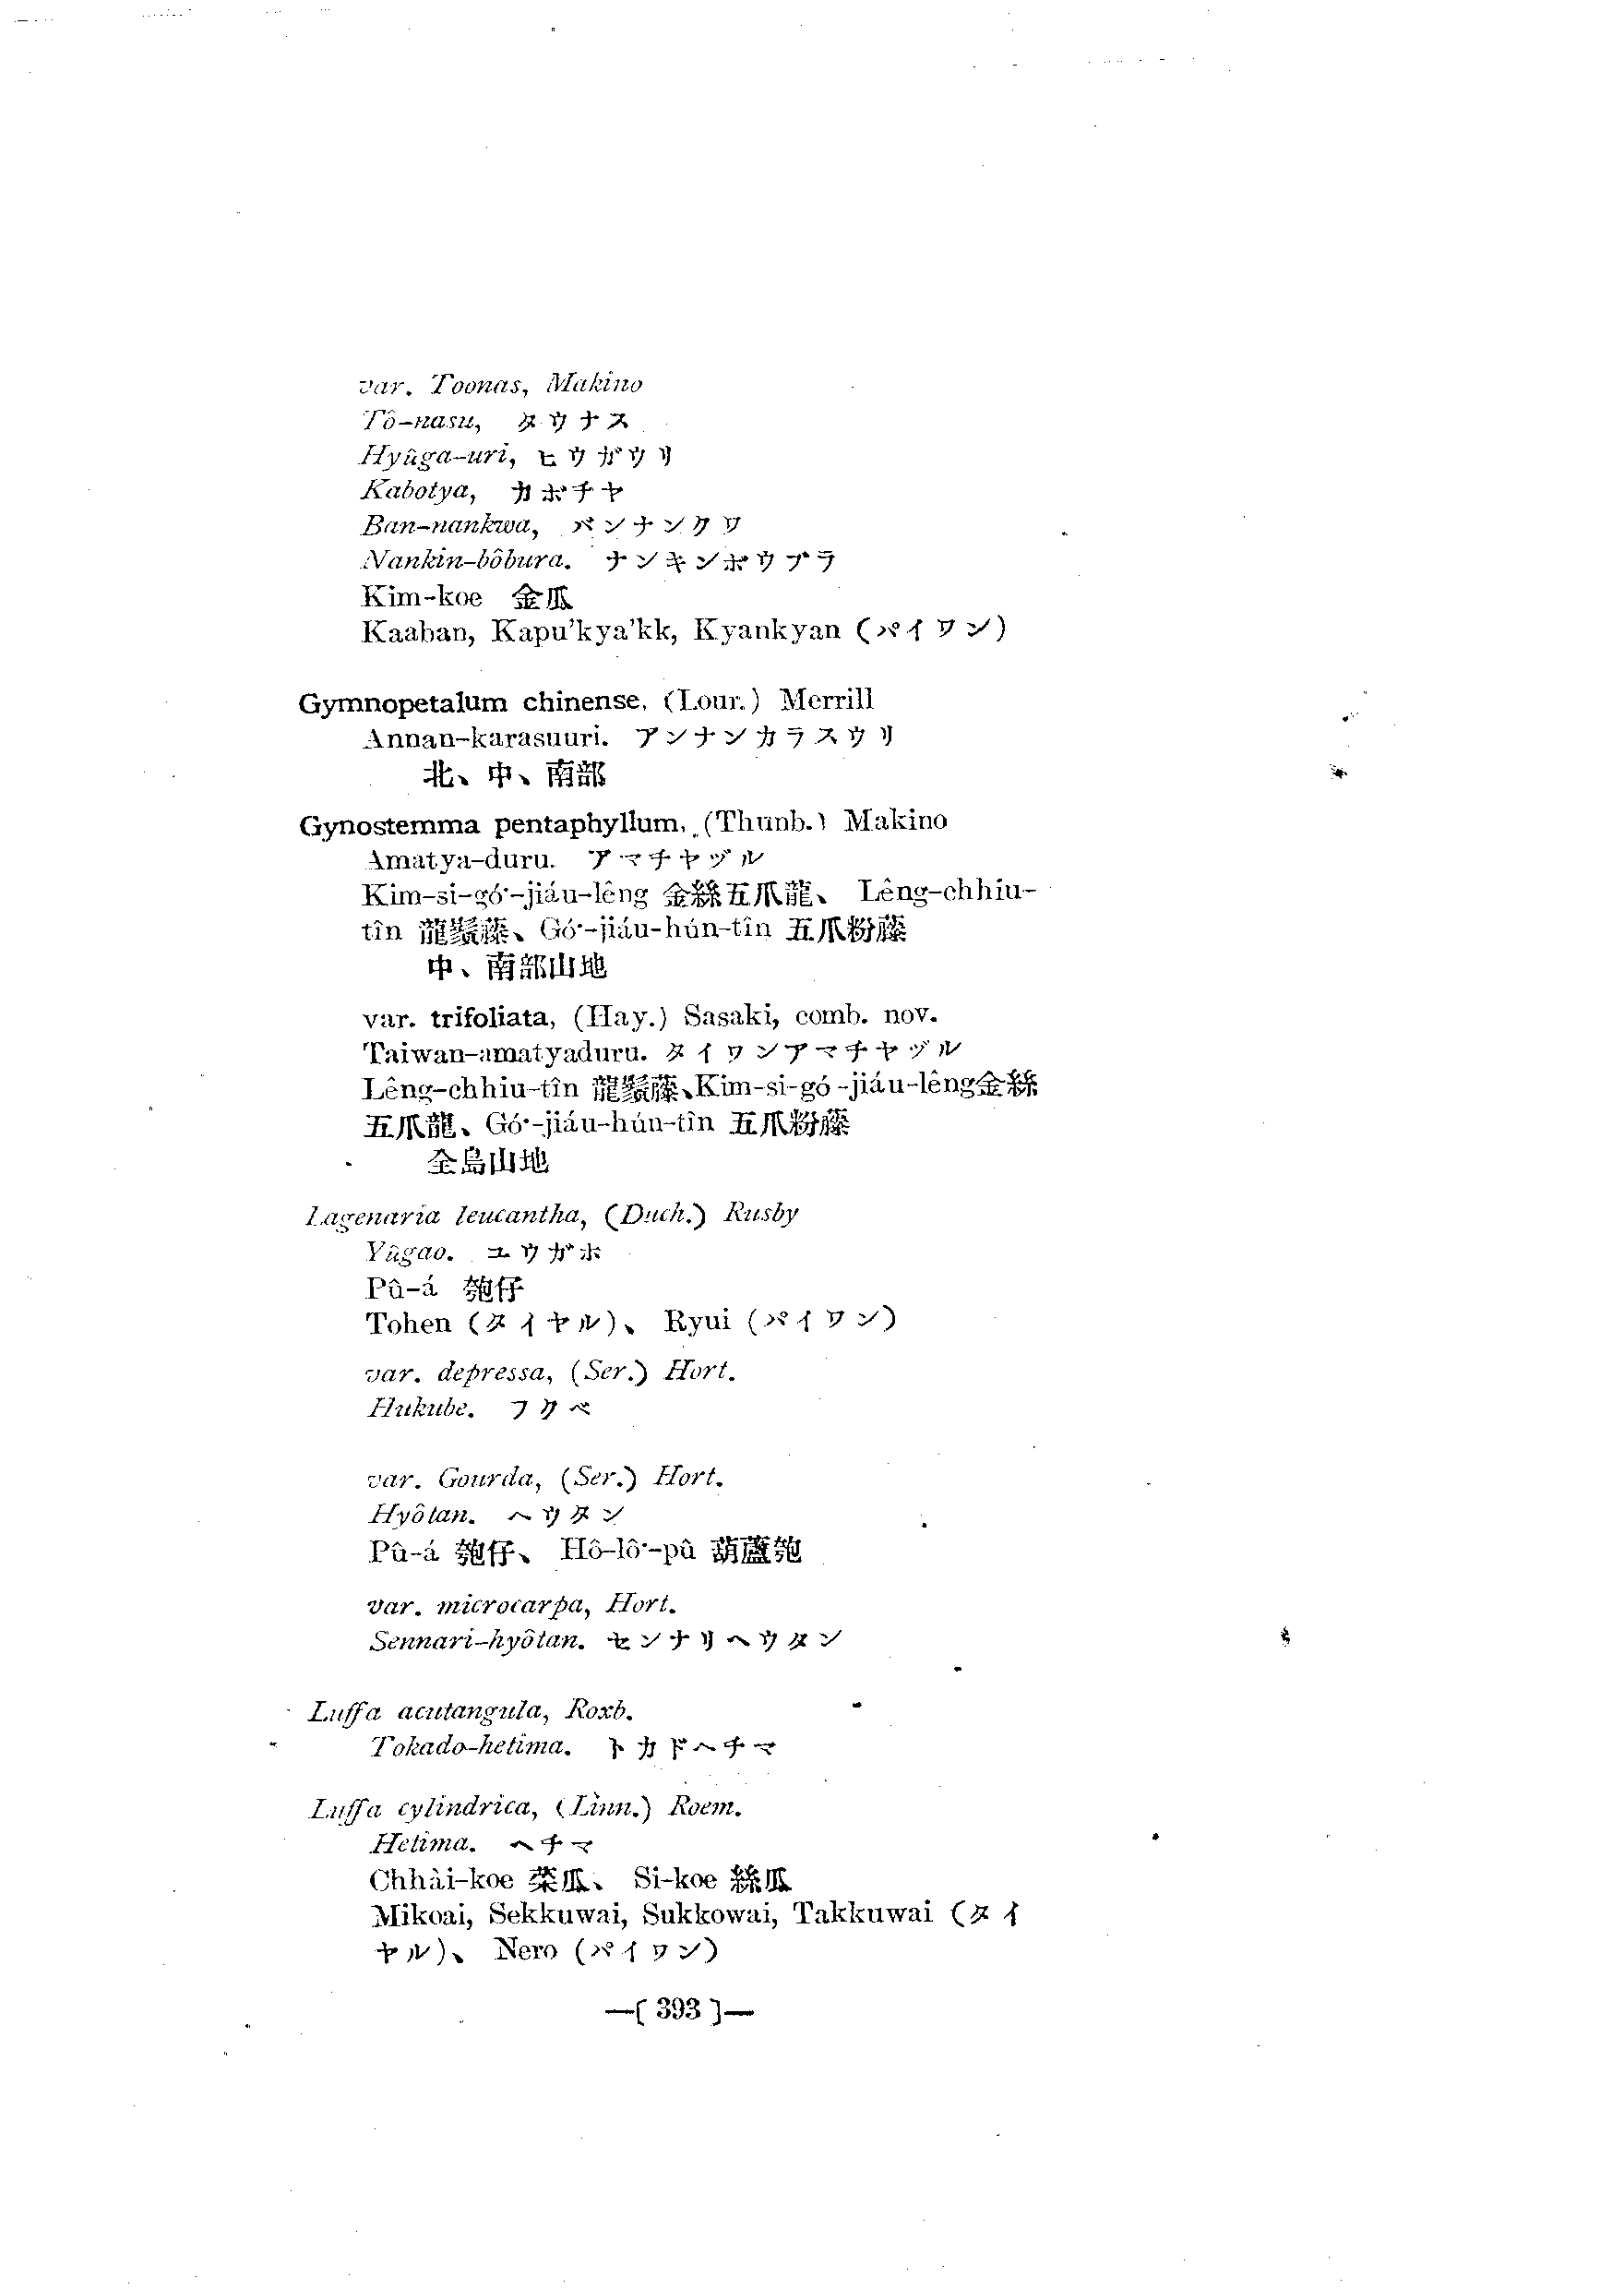 var. Toonas, Makino
Tô-nasu, タウナス
Hyûga-uri, ヒウガウリ
Kabotya, カボチヤ
Ban-nankwa, バンナンクワ
Nankin-bôbura. ナンキンボウブラ
Kim-koe 金瓜
Kaaban, Kapu'kya'kk, Kyankyan (パイワン)
Gymnopetalum chinense, (Lour.) Merrill
Annan-karasuuri. アンナンカラスウリ
北、中、南部
Gynostemma pentaphyllum, (Thunb.) Makino
Amatya-duru. アマチヤヅル
Kim-si-gó·-jiáu-lêng 金絲五爪龍、 Lêng-chhiu-
tîn 龍鬚藤、Gó·-jiáu-hún-tîn 五爪粉藤
中、南部山地
var. trifoliata, (Hay.) Sasaki, comb. nov.
Taiwan-amatyaduru. タイワンアマチヤヅル
Lêng-chhiu-tîn 龍鬚藤、Kim-si-gó·-jiáu-lêng金絲
五爪龍、Gó·-jiáu-hún-tîn 五爪粉藤
全島山地
Lagenaria leucantha, (Duch.) Rusby
Yûgao. ユウガホ
Pû-á 匏仔
Tohen (タイヤル)、 Ryui (パイワン)
var. depressa, (Ser.) Hort.
Hukube. フクベ
var. Gourda, (Ser.) Hort.
Hyôtan. ヘウタン
Pû-á 匏仔、 Hô-lô·-pû 葫蘆匏
var. microcarpa, Hort.
Sennari-hyôtan. センナリヘウタン
Luffa acutangula, Roxb.
Tokado-hetima. トカドヘチマ
Luffa cylindrica, (Linn.) Roem.
Hetima. ヘチマ
Chhài-koe 菜瓜、 Si-koe 絲瓜
Mikoai, Sekkuwai, Sukkowai, Takkuwai (タイ
ヤル)、 Nero (パイワン)
—( 393 )—